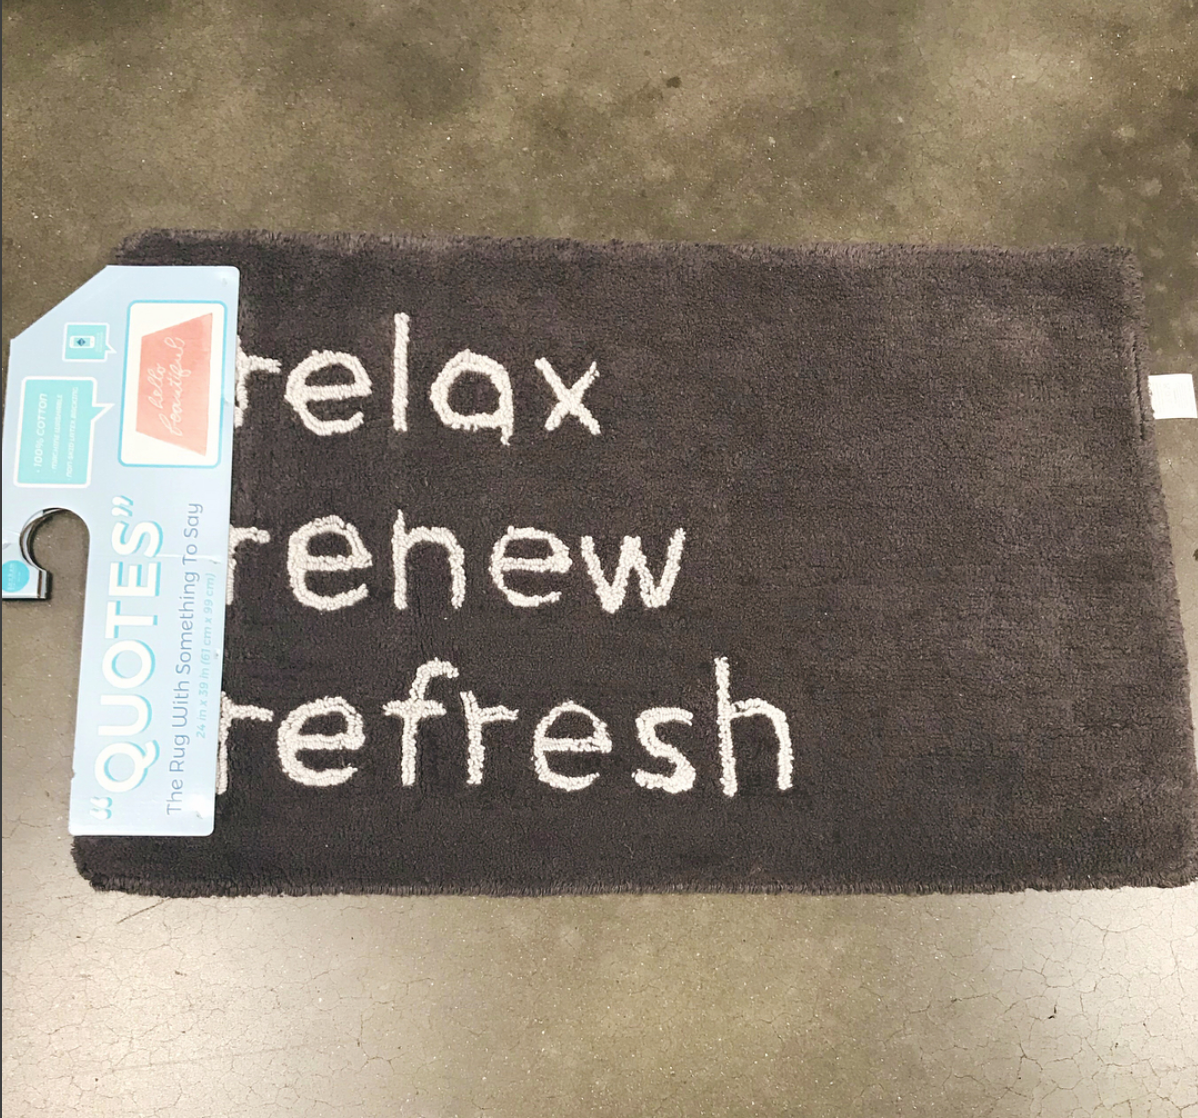 relax
renew
refresh
"QUOTES"
The Rug With Something To Say
24 in x 39 in (61 cm x 99 cm)
hello
beautiful
• 100% COTTON